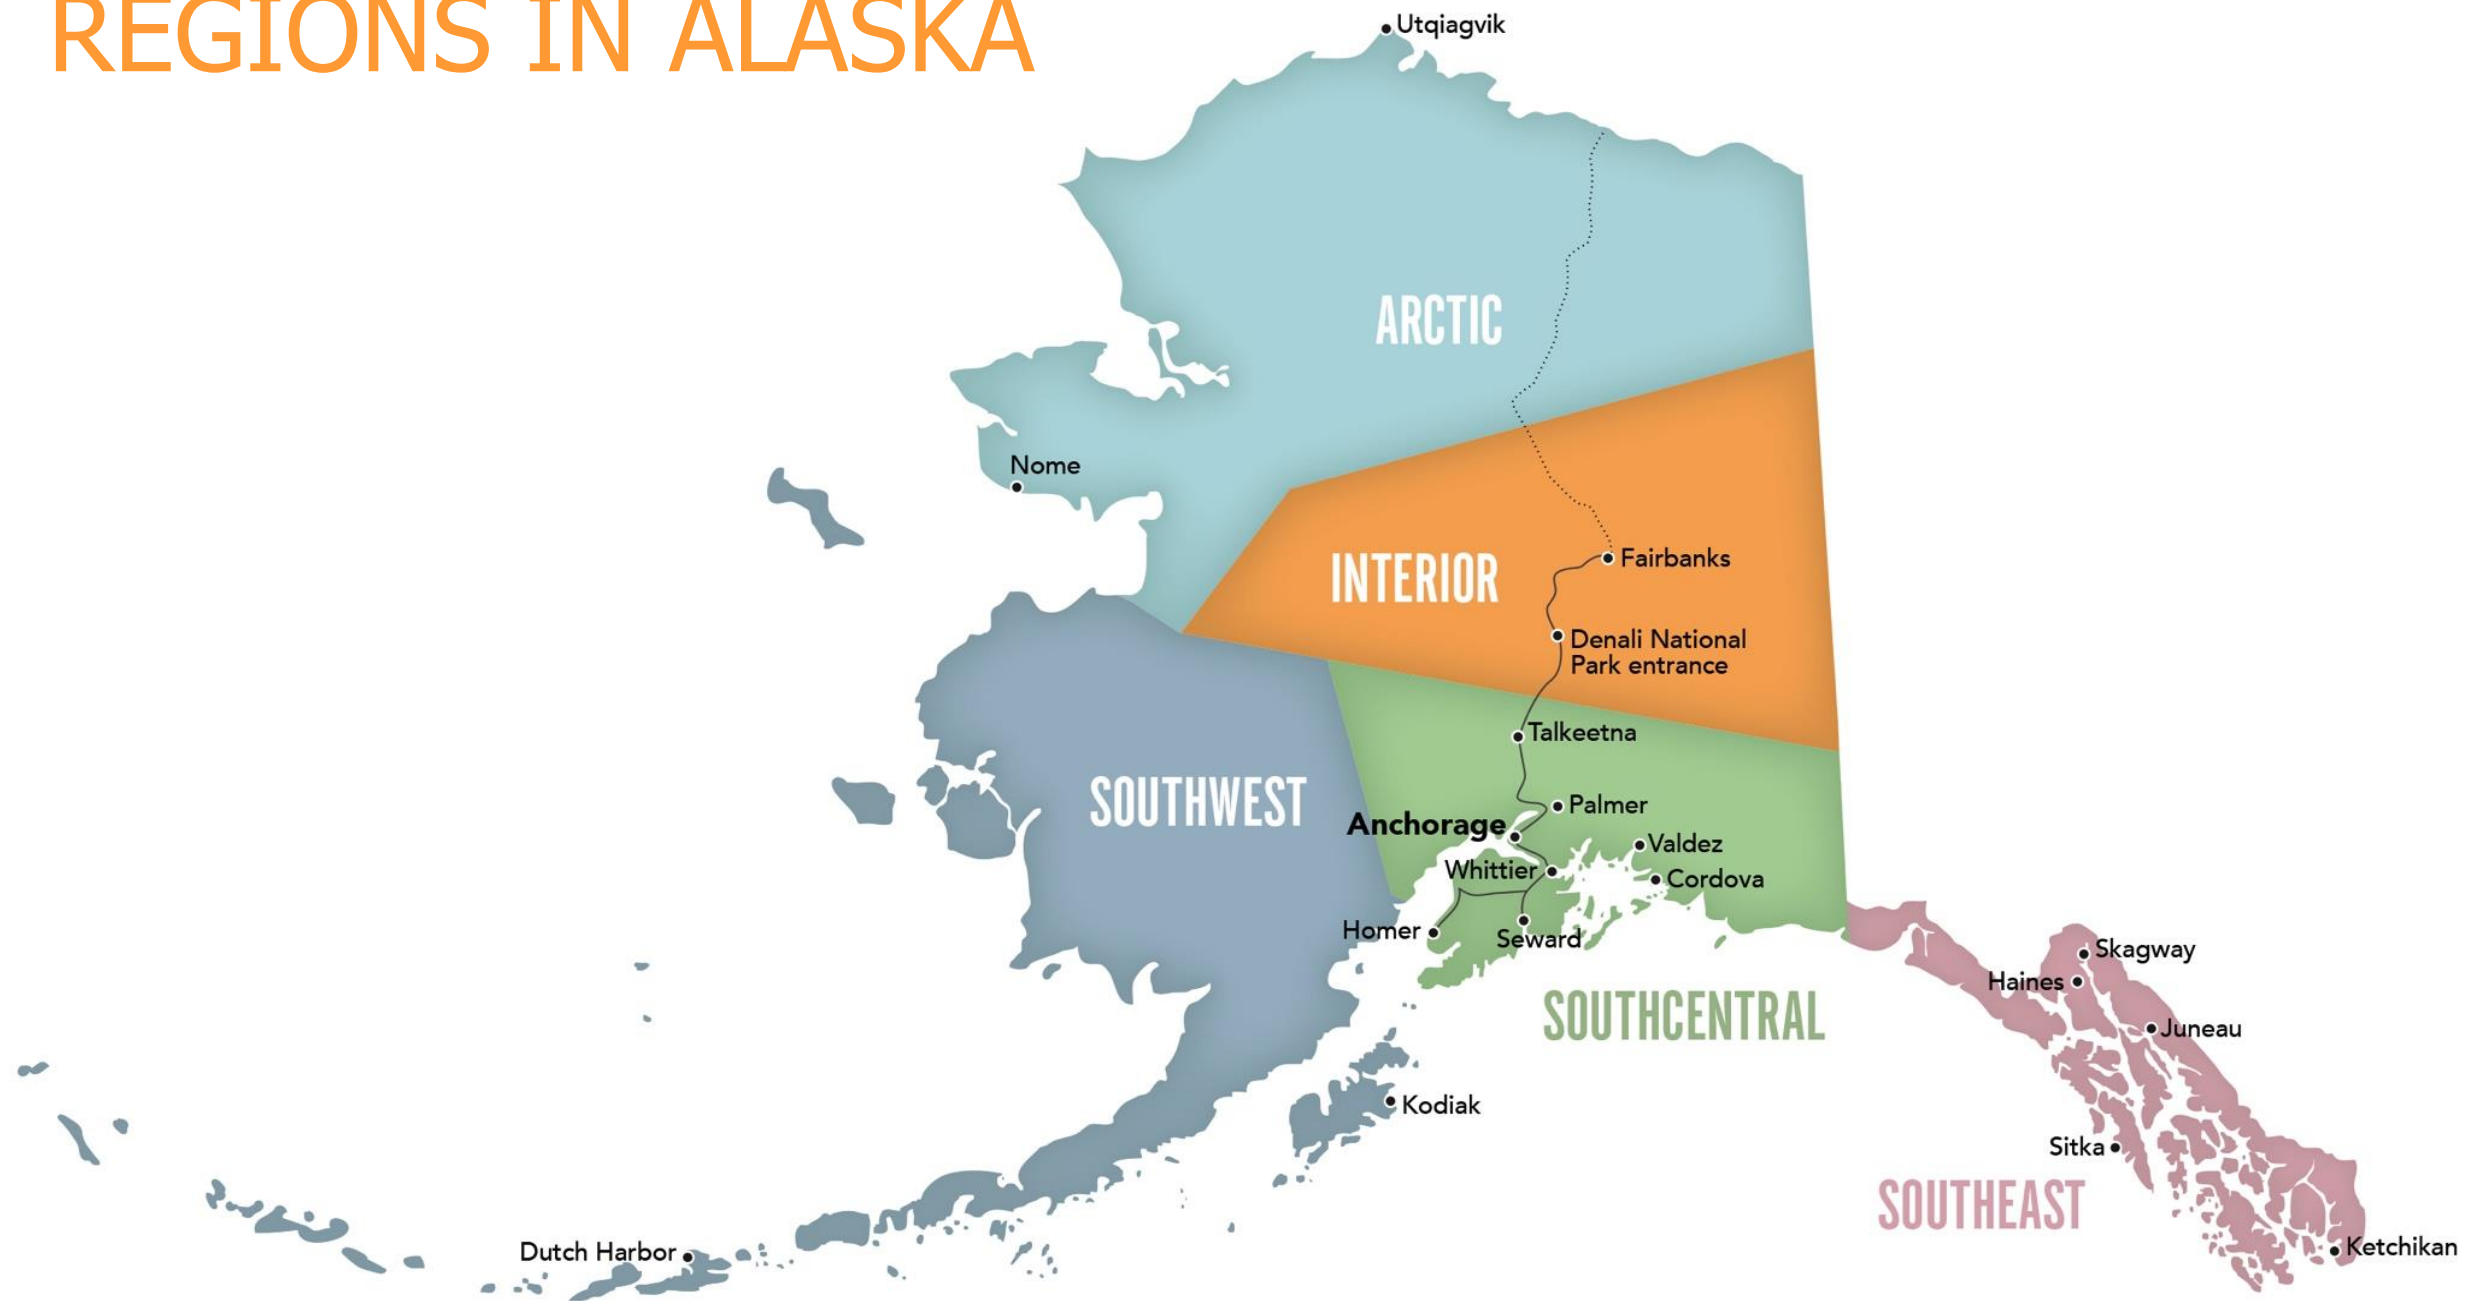 REGIONS IN ALASKA
Utqiagvik
ARCTIC
Nome
INTERIOR
Fairbanks
Denali National
Park entrance
Talkeetna
SOUTHWEST
Palmer
Anchorage
Valdez
Whittier
Cordova
Homer
Seward
SOUTHCENTRAL
Skagway
Haines
Juneau
Kodiak
Sitka
SOUTHEAST
Dutch Harbor
Ketchikan